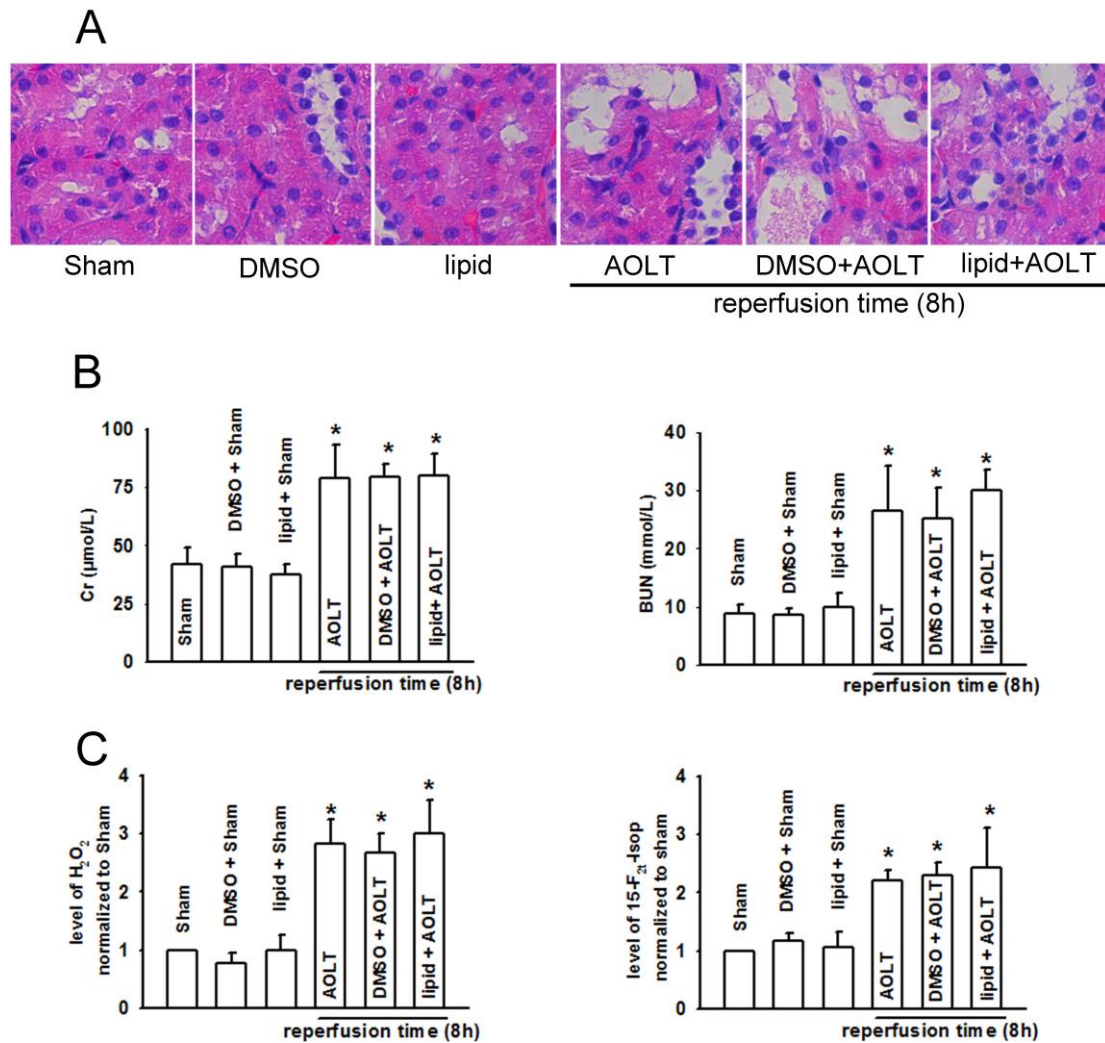 A
Sham
DMSO
lipid
AOLT
DMSO+AOLT
lipid+AOLT
reperfusion time (8h)
B
Cr (µmol/L)
100
75
50
25
0
Sham
DMSO + Sham
lipid + Sham
AOLT
DMSO + AOLT
lipid+ AOLT
*
*
*
reperfusion time (8h)
BUN (mmol/L)
40
30
20
10
0
Sham
DMSO + Sham
lipid + Sham
AOLT
DMSO + AOLT
lipid + AOLT
*
*
*
reperfusion time (8h)
C
level of H₂O₂
normalized to Sham
4
3
2
1
0
Sham
DMSO + Sham
lipid + Sham
AOLT
DMSO + AOLT
lipid + AOLT
*
*
*
reperfusion time (8h)
level of 15-F₂ₜ-Isop
normalized to sham
4
3
2
1
0
Sham
DMSO + Sham
lipid + Sham
AOLT
DMSO + AOLT
lipid + AOLT
*
*
*
reperfusion time (8h)